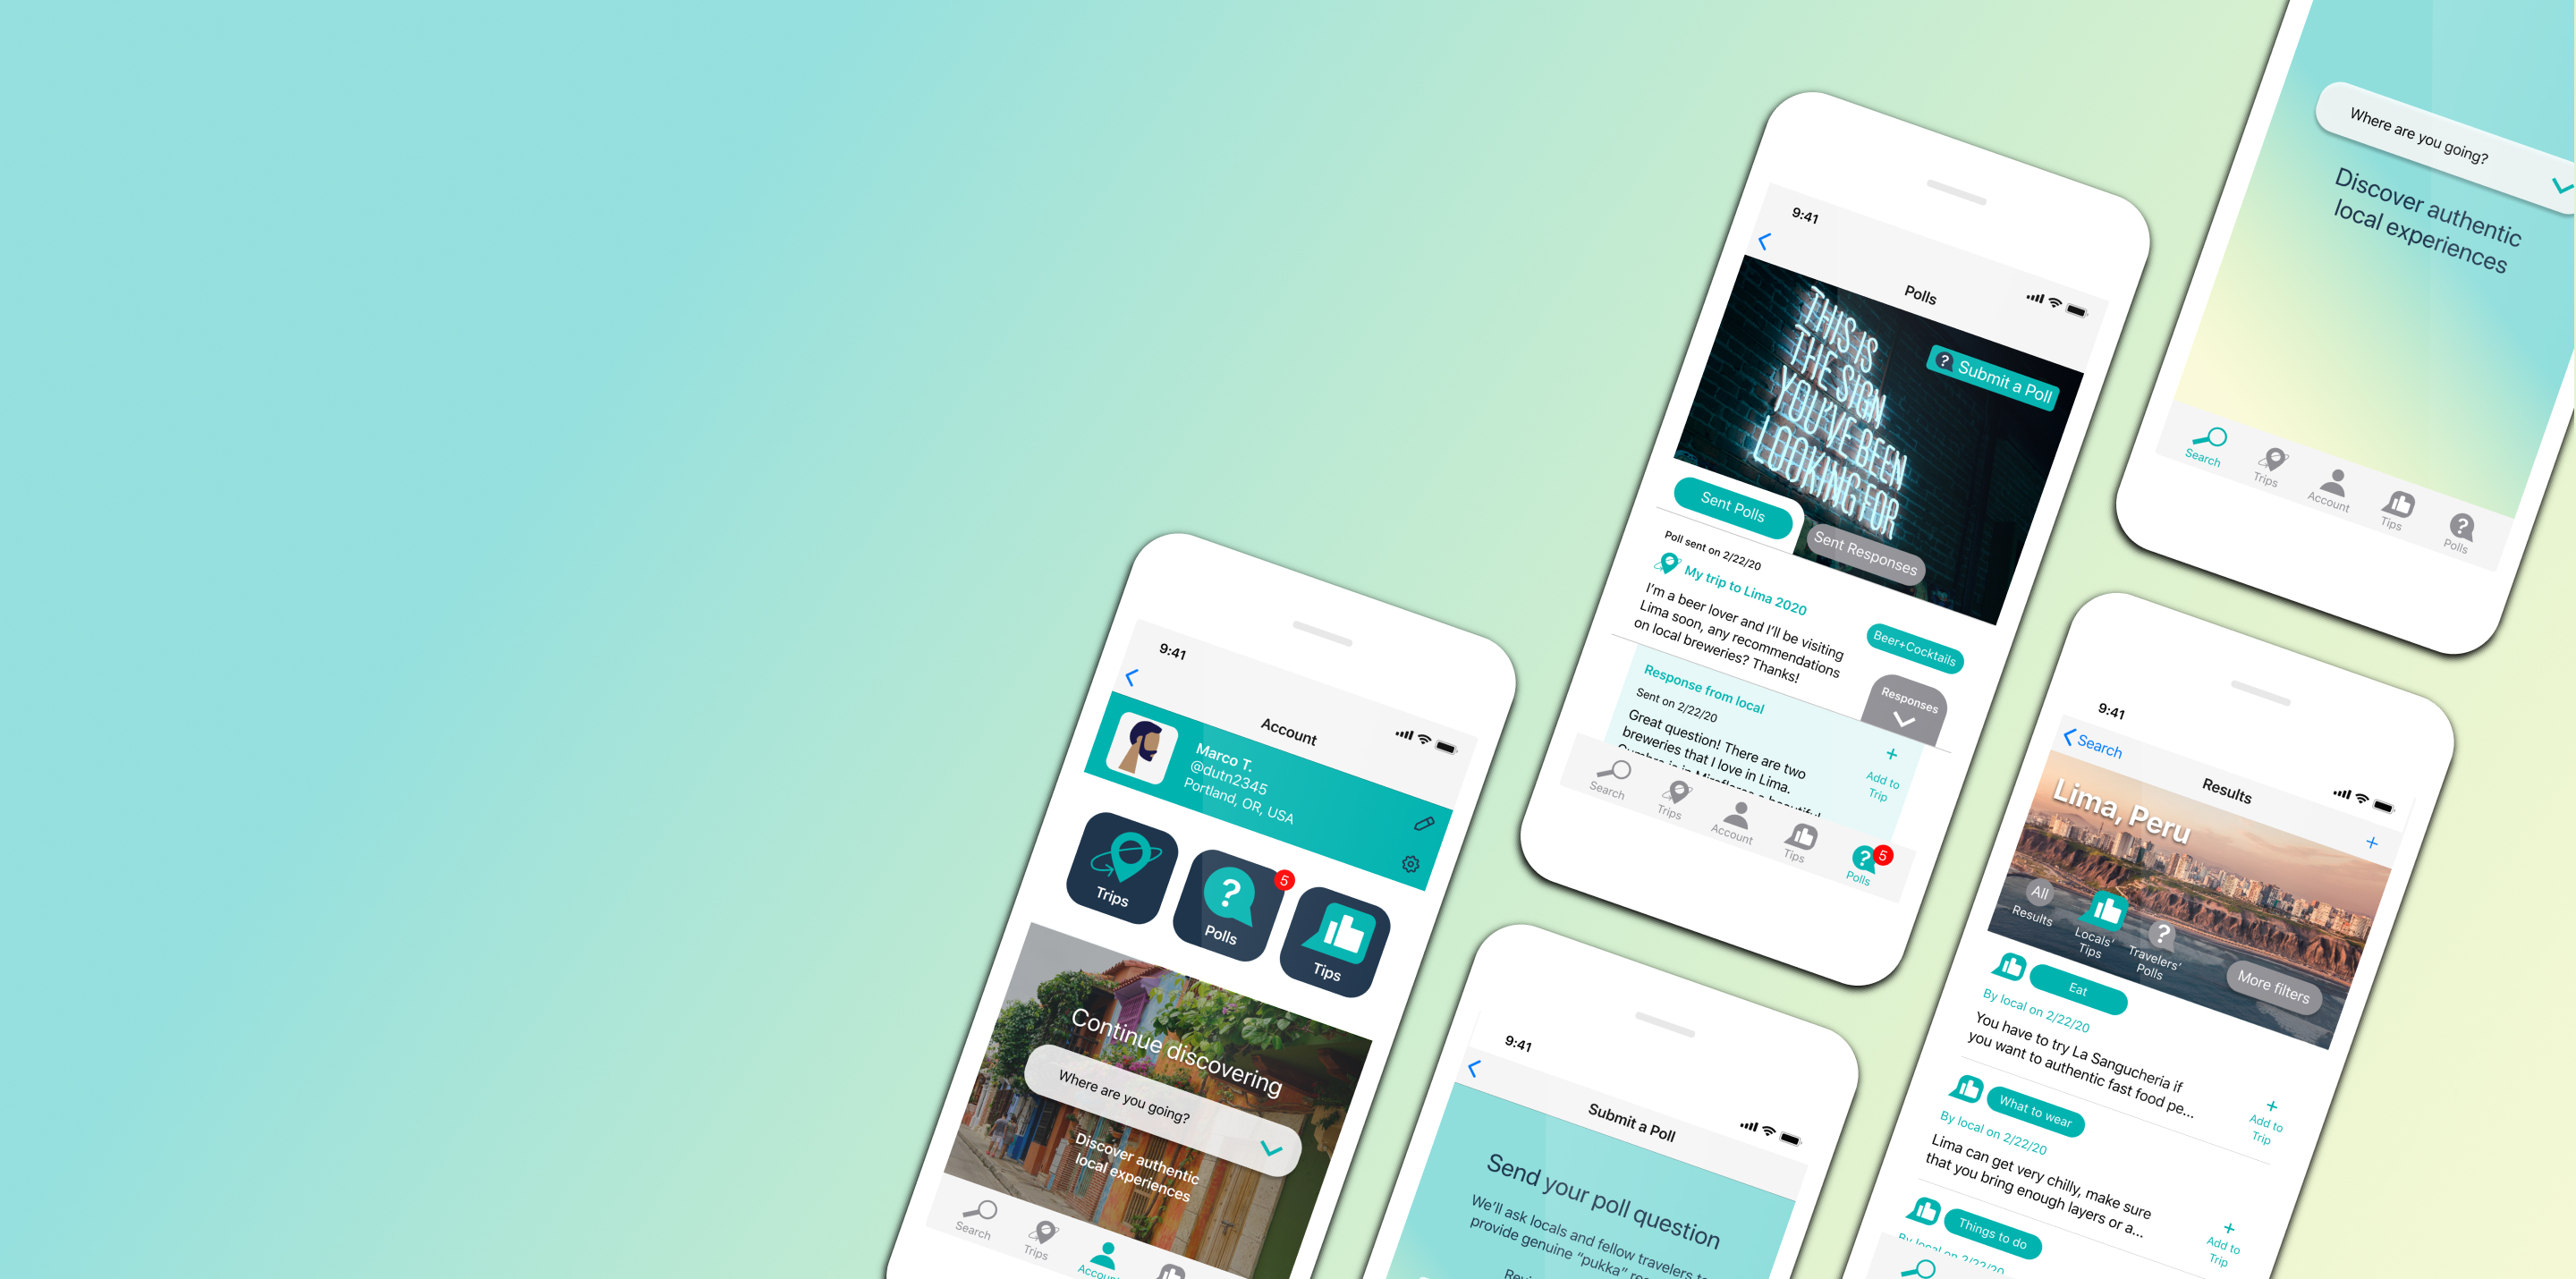 9:41
Account
Marco T.
@dutn2345
Portland, OR, USA
Trips
Polls
5
Tips
Continue discovering
Where are you going?
Discover authentic
local experiences
Search
Trips
9:41
Polls
THIS IS
THE SIGN
YOU'VE BEEN
LOOKING FOR
? Submit a Poll
Sent Polls
Sent Responses
Poll sent on 2/22/20
My trip to Lima 2020
I'm a beer lover and I'll be visiting
Lima soon, any recommendations
on local breweries? Thanks!
Beer+Cocktails
Responses
Response from local
Sent on 2/22/20
Great question! There are two
breweries that I love in Lima.
Add to
Trip
Search
Trips
Account
Tips
Polls
5
9:41
Submit a Poll
Send your poll question
We'll ask locals and fellow travelers
provide genuine “pukka”
Where are you going?
Discover authentic
local experiences
Search
Trips
Account
Tips
Polls
9:41
Search
Results
Lima, Peru
All
Results
Locals'
Tips
Travelers'
Polls
More filters
Eat
By local on 2/22/20
You have to try La Sangucheria if
you want to authentic fast food pe...
Add to
Trip
What to wear
By local on 2/22/20
Lima can get very chilly, make sure
that you bring enough layers or a...
Add to
Trip
Things to do
By local on 2/22/20